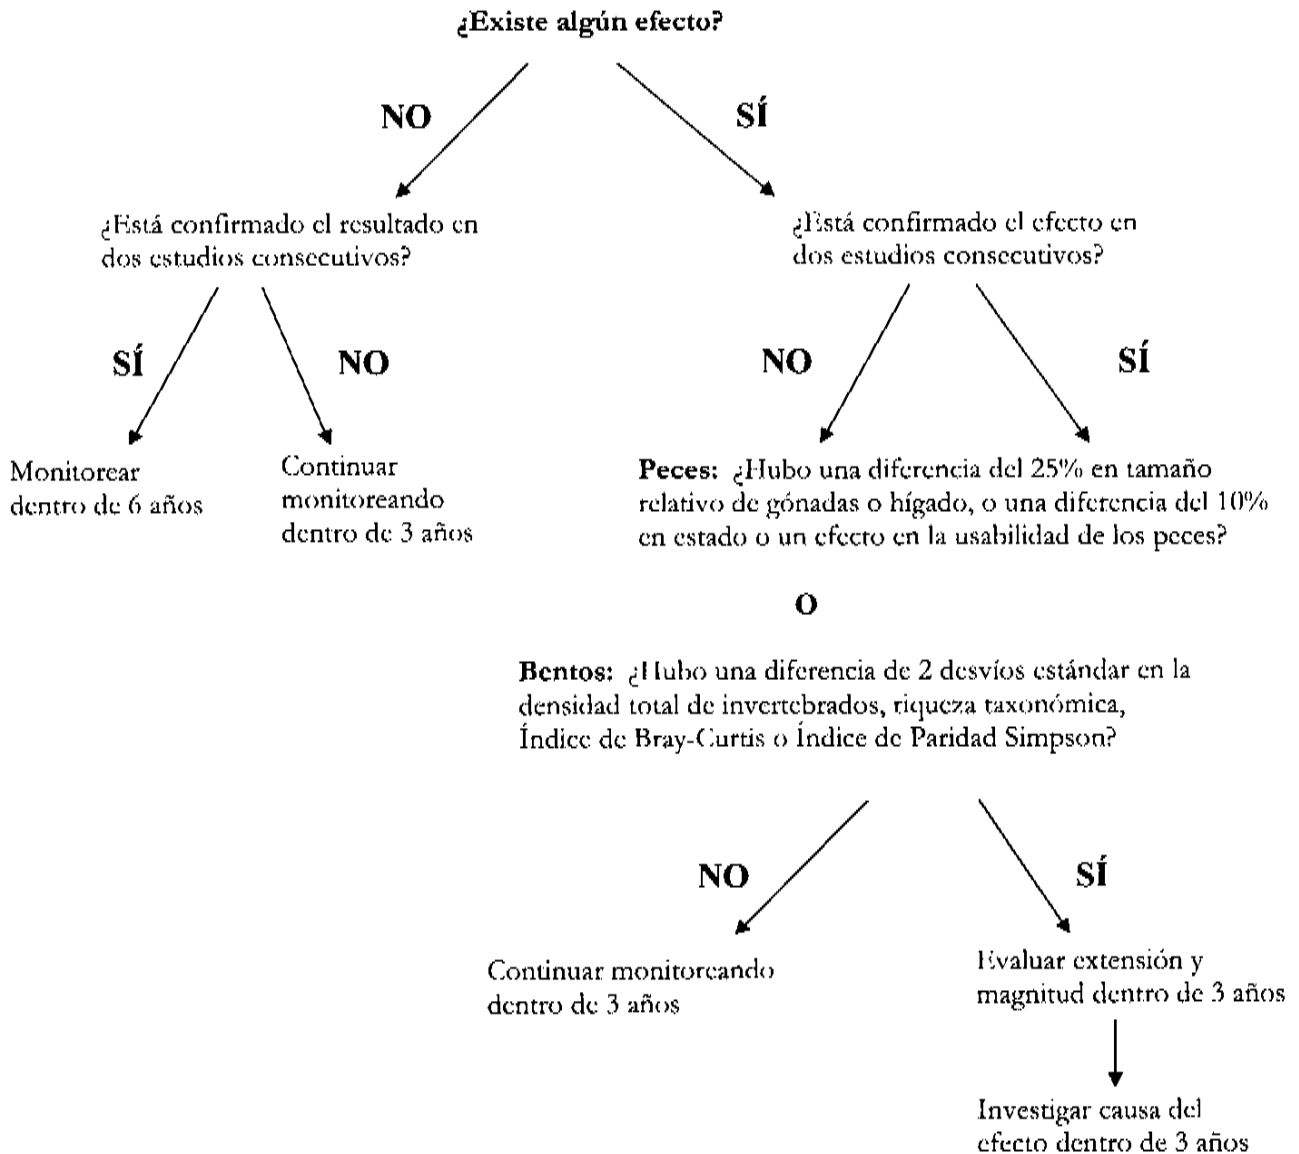 ¿Existe algún efecto?
NO
SÍ
¿Está confirmado el resultado en
dos estudios consecutivos?
¿Está confirmado el efecto en
dos estudios consecutivos?
SÍ
NO
NO
SÍ
Monitorear
dentro de 6 años
Continuar
monitoreando
dentro de 3 años
Peces: ¿Hubo una diferencia del 25% en tamaño
relativo de gónadas o hígado, o una diferencia del 10%
en estado o un efecto en la usabilidad de los peces?
O
Bentos: ¿Hubo una diferencia de 2 desvíos estándar en la
densidad total de invertebrados, riqueza taxonómica,
Índice de Bray-Curtis o Índice de Paridad Simpson?
NO
SÍ
Continuar monitoreando
dentro de 3 años
Evaluar extensión y
magnitud dentro de 3 años
Investigar causa del
efecto dentro de 3 años